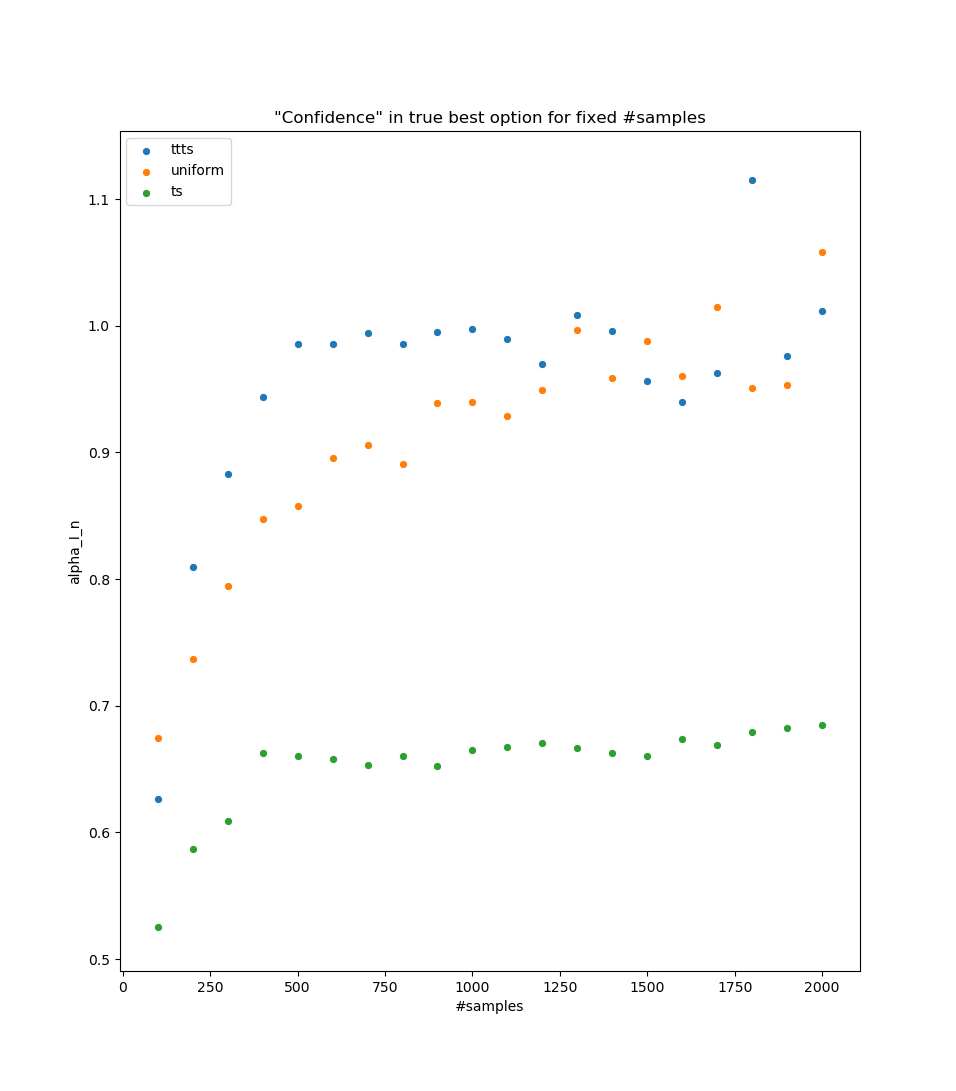 "Confidence" in true best option for fixed #samples
ttts
uniform
ts
1.1
1.0
0.9
0.8
0.7
0.6
0.5
alpha_I_n
0 250 500 750 1000 1250 1500 1750 2000
#samples